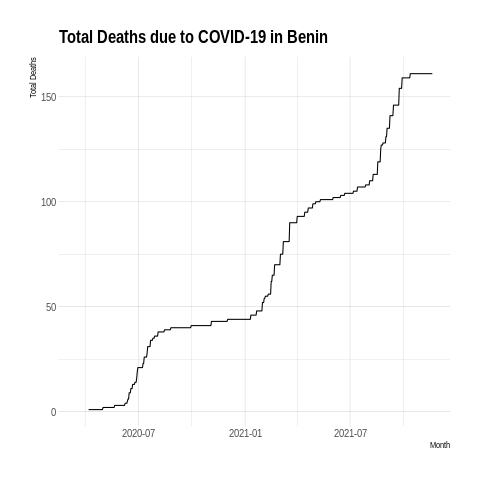 Total Deaths due to COVID-19 in Benin
Total Deaths
150
100
50
0
2020-07 2021-01 2021-07
Month